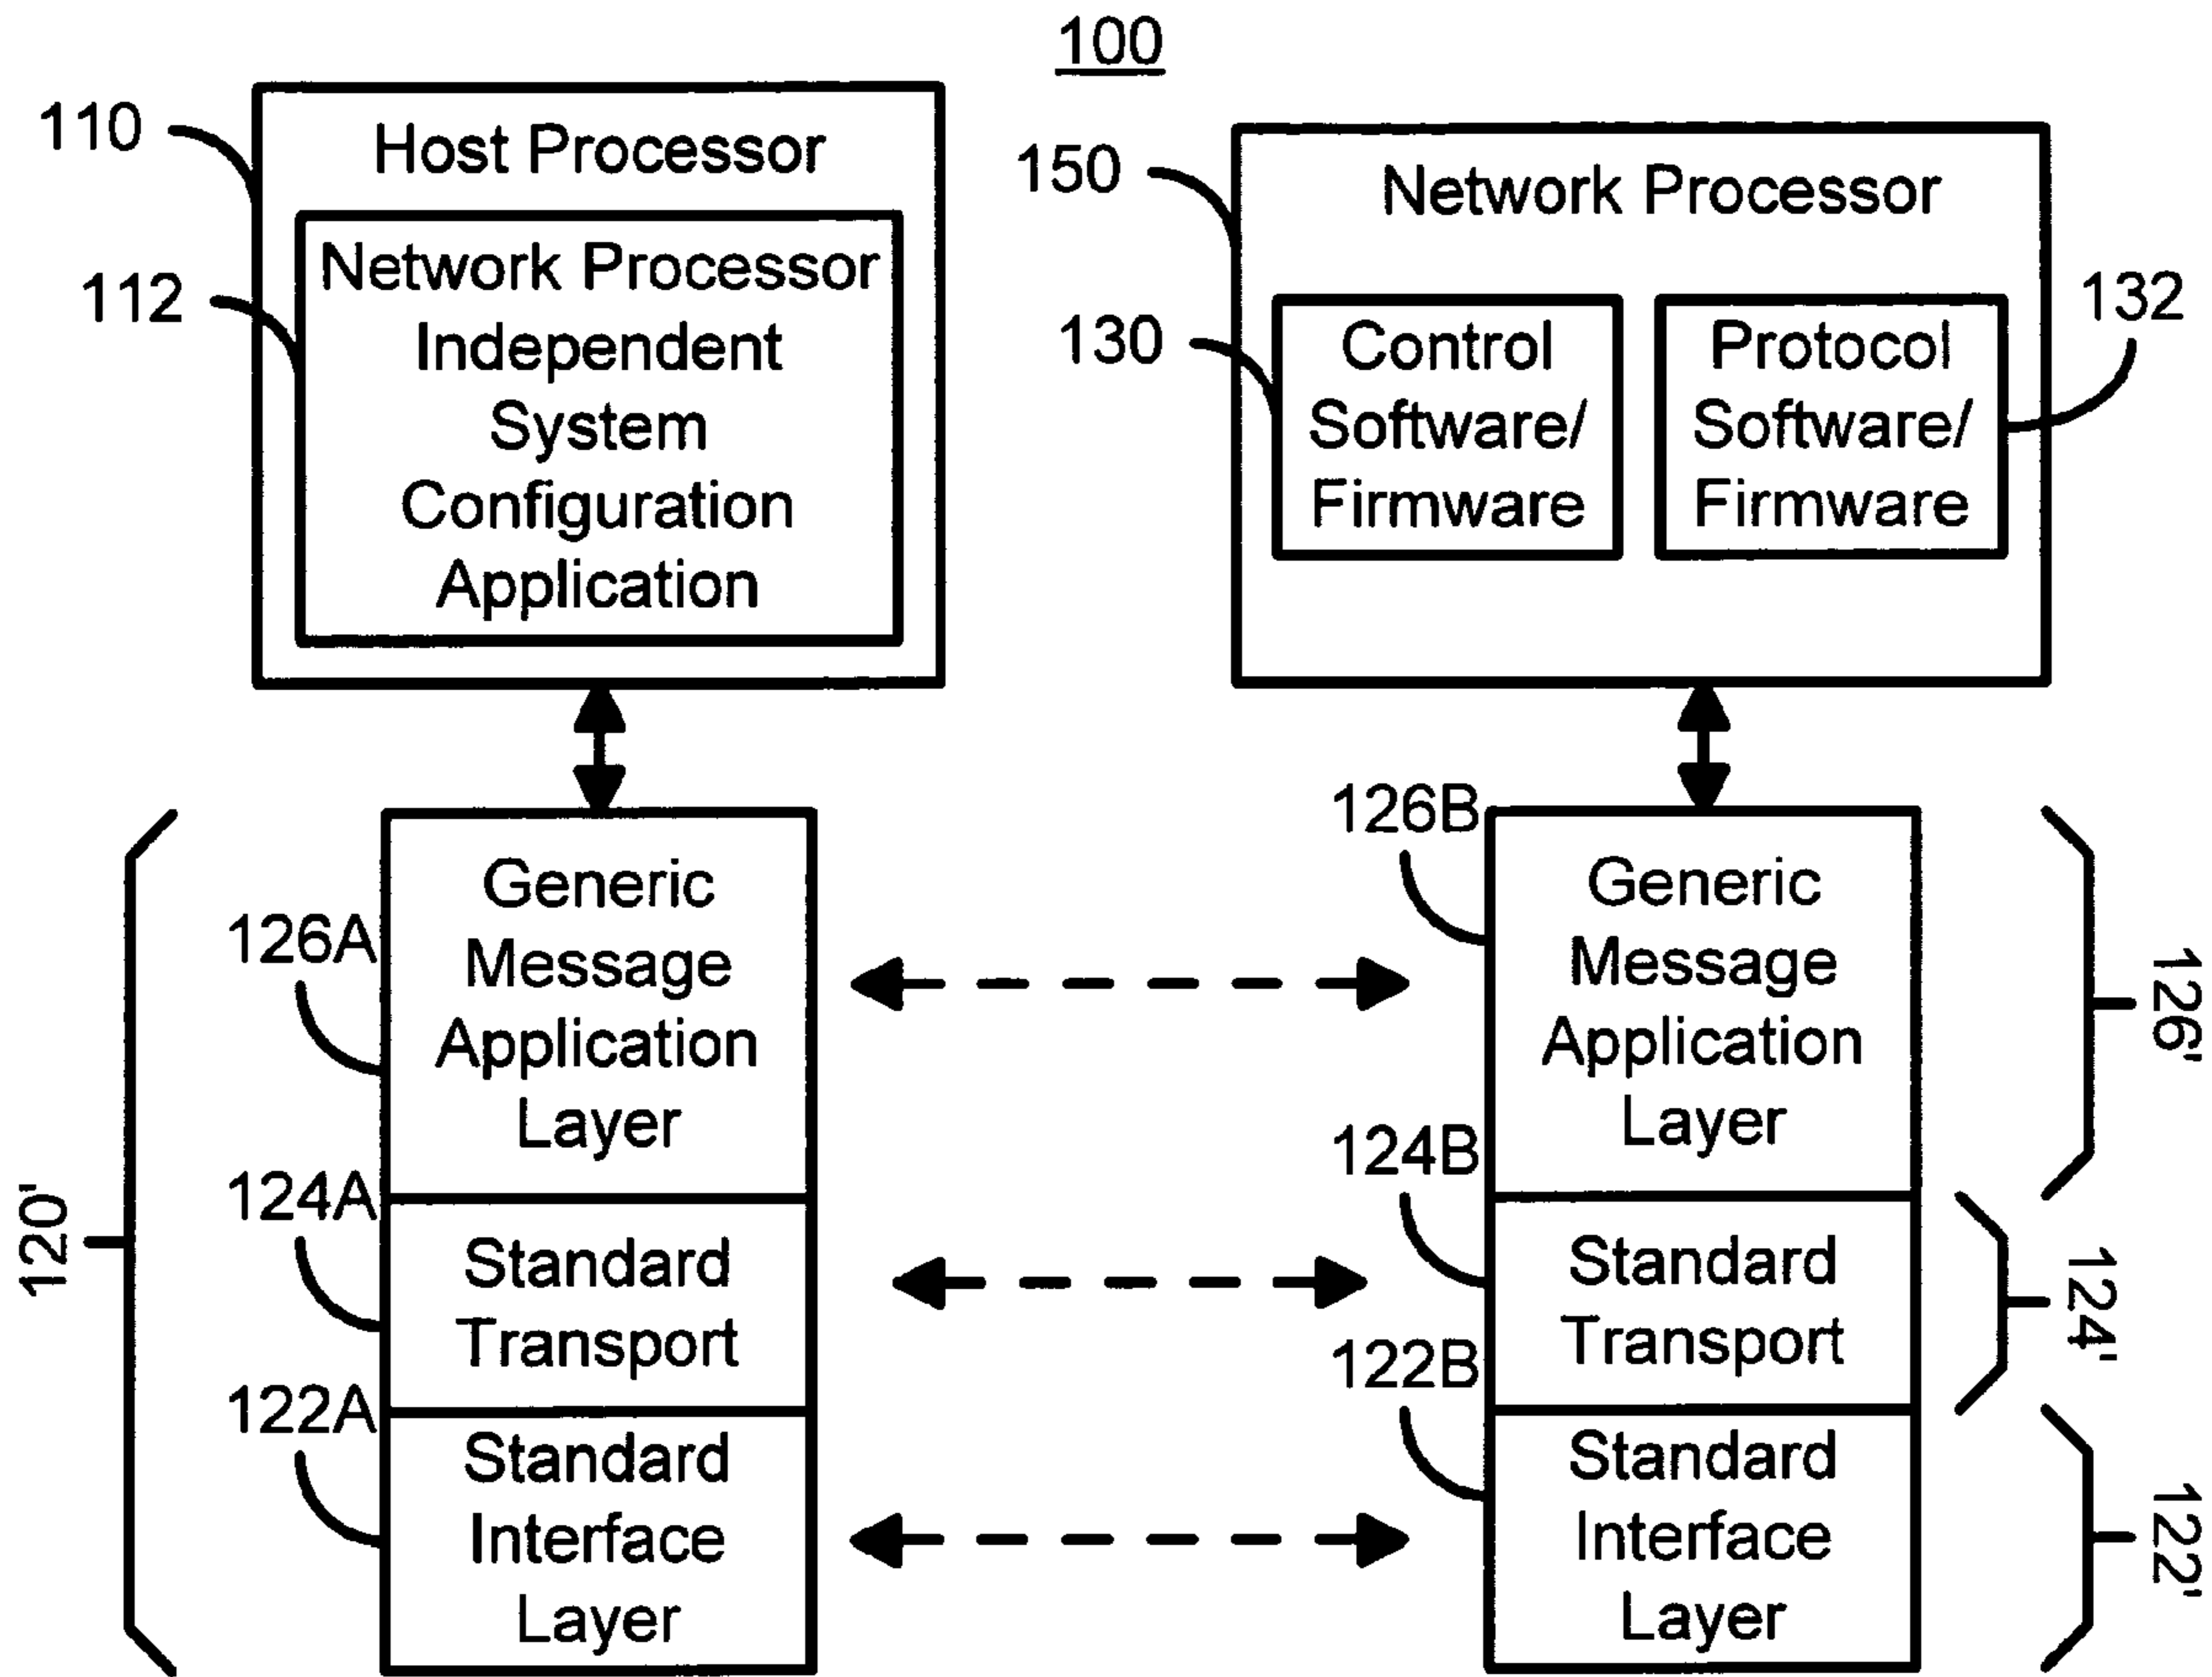 100
110
Host Processor
112
Network Processor
Independent
System
Configuration
Application
150
Network Processor
130
Control
Software/
Firmware
132
Protocol
Software/
Firmware
120'
126A
Generic
Message
Application
Layer
124A
Standard
Transport
122A
Standard
Interface
Layer
126B
Generic
Message
Application
Layer
124B
Standard
Transport
122B
Standard
Interface
Layer
126'
124'
122'